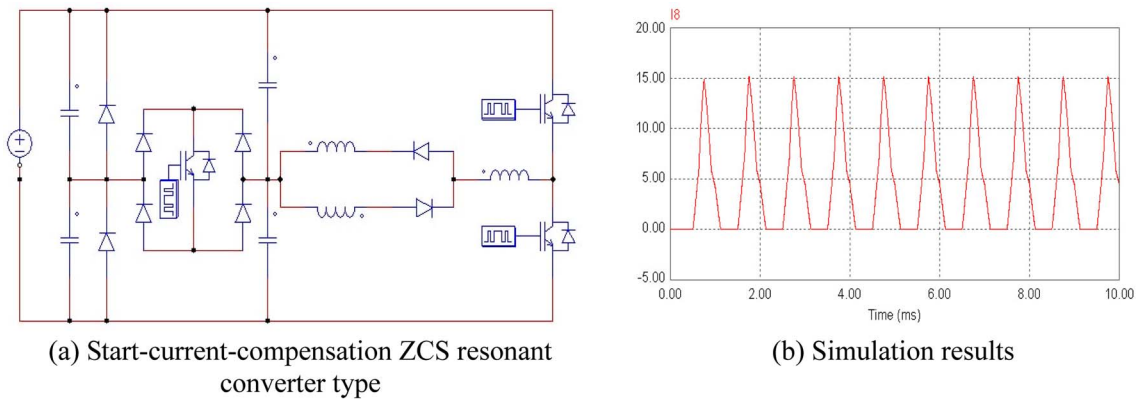 I8
20.00
15.00
10.00
5.00
0.00
-5.00
0.00 2.00 4.00 6.00 8.00 10.00
Time (ms)
(a) Start-current-compensation ZCS resonant
converter type
(b) Simulation results